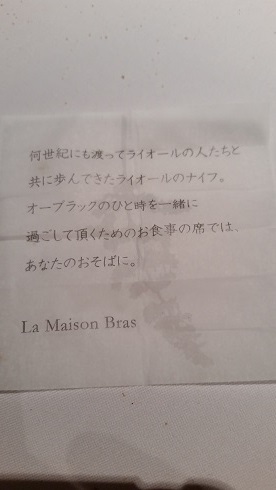 何世紀にも渡ってライオールの人たちと
共に歩んできたライオールのナイフ。
オーブラックのひと時を一緒に
過ごして頂くためのお食事の席では、
あなたのおそばに。
La Maison Bras